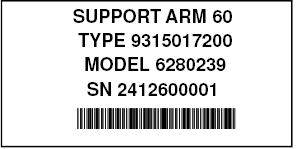 SUPPORT ARM 60
TYPE 9315017200
MODEL 6280239
SN 2412600001